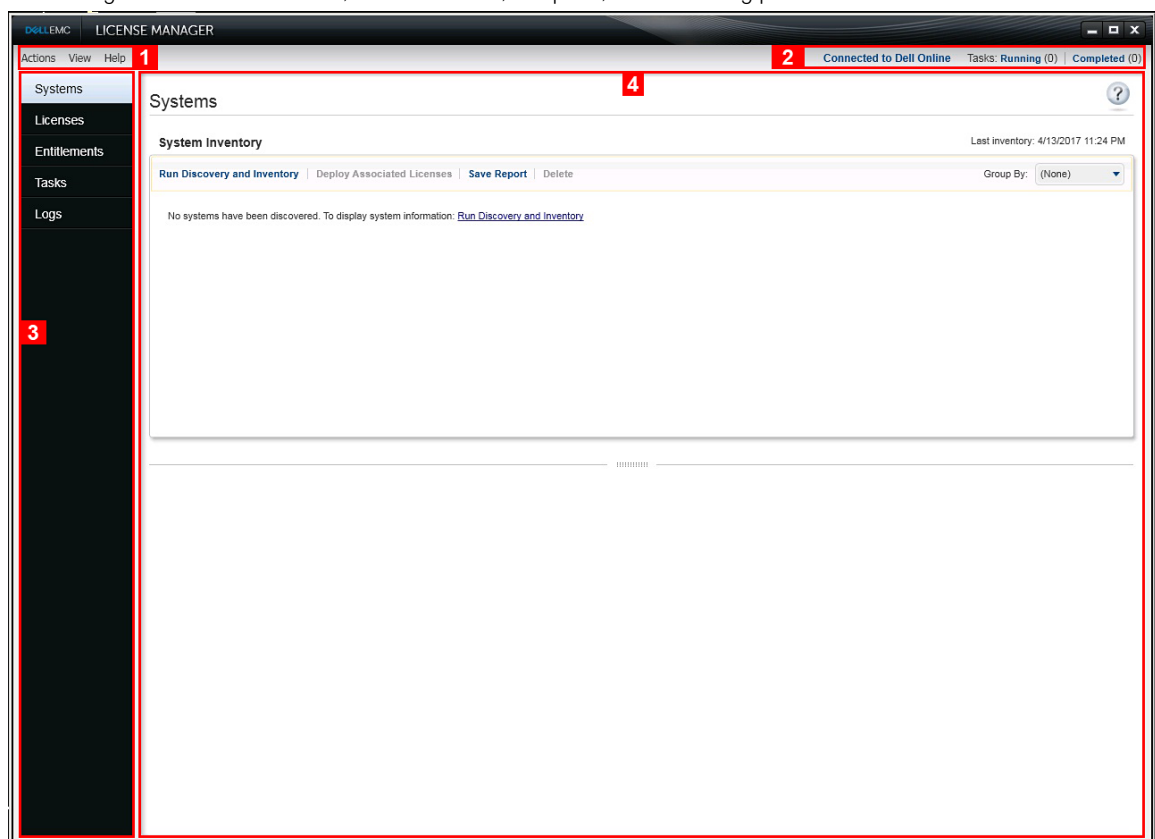 DELLEMC LICENSE MANAGER
Actions View Help 1 2 Connected to Dell Online Tasks: Running (0) | Completed (0)
4
Systems
Licenses
Entitlements
Tasks
Logs
3
Systems
?
System Inventory Last inventory: 4/13/2017 11:24 PM
Run Discovery and Inventory | Deploy Associated Licenses | Save Report | Delete Group By: (None)
No systems have been discovered. To display system information: Run Discovery and Inventory